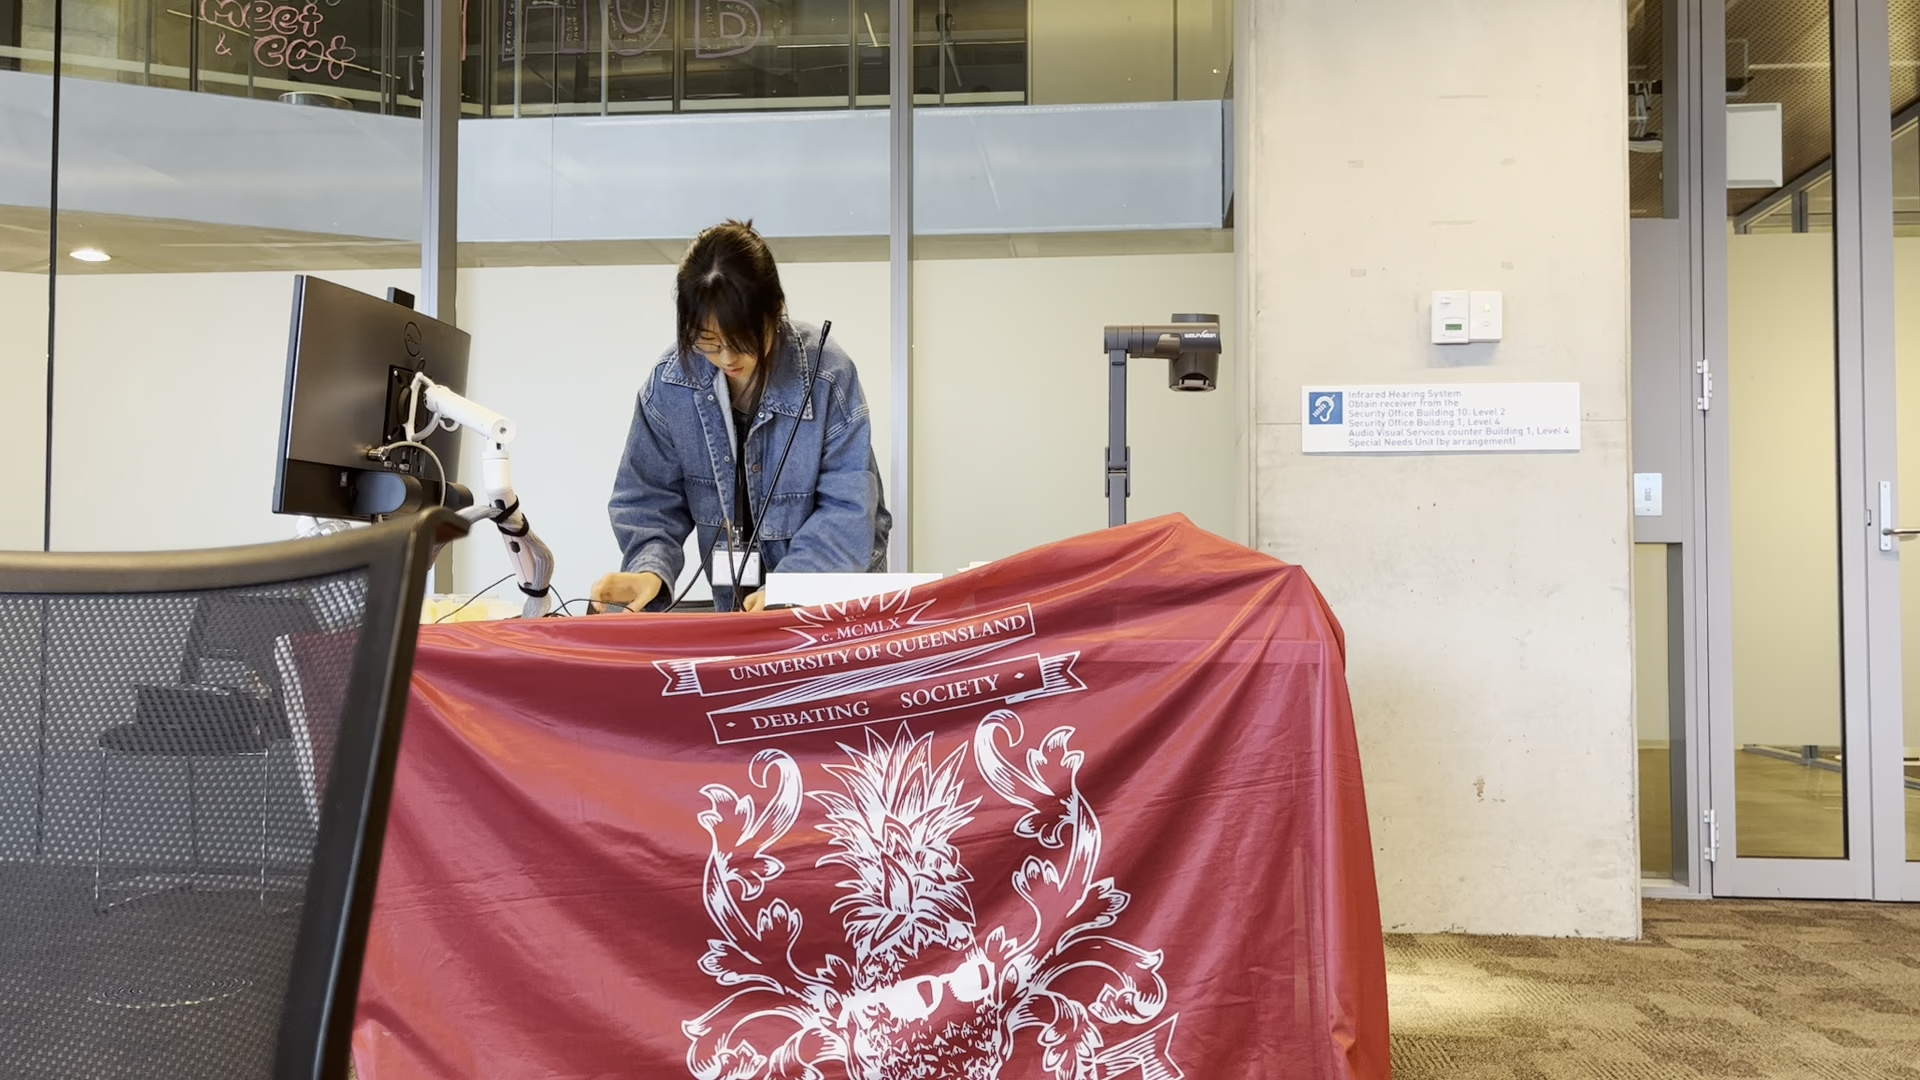 Meet
& Eat
HUB
WOLFVISION
Infrared Hearing System
Obtain receiver from the
Security Office Building 10, Level 2
Security Office Building 1, Level 4
Audio Visual Services counter Building 1, Level 4
Special Needs Unit (by arrangement)
c. MCMLX
UNIVERSITY OF QUEENSLAND
DEBATING SOCIETY